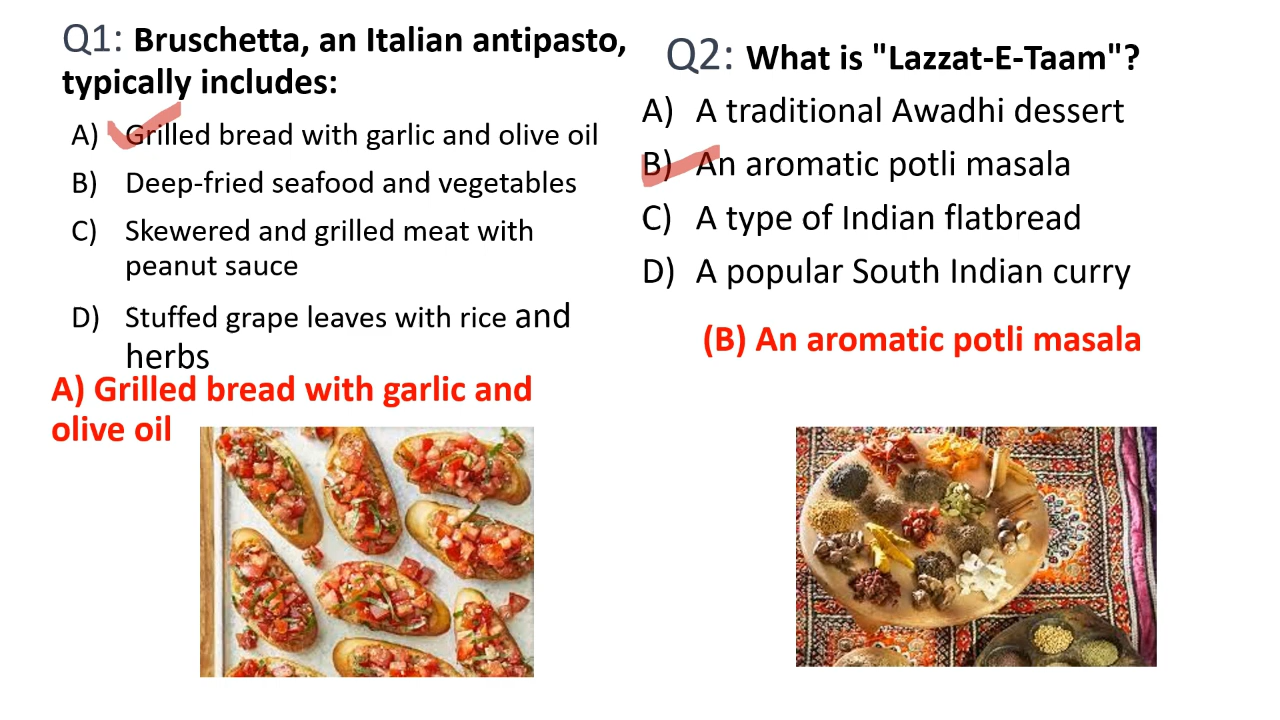 Q1: Bruschetta, an Italian antipasto,
typically includes:
A) Grilled bread with garlic and olive oil
B) Deep-fried seafood and vegetables
C) Skewered and grilled meat with
peanut sauce
D) Stuffed grape leaves with rice and
herbs
A) Grilled bread with garlic and
olive oil
Q2: What is "Lazzat-E-Taam"?
A) A traditional Awadhi dessert
B) An aromatic potli masala
C) A type of Indian flatbread
D) A popular South Indian curry
(B) An aromatic potli masala